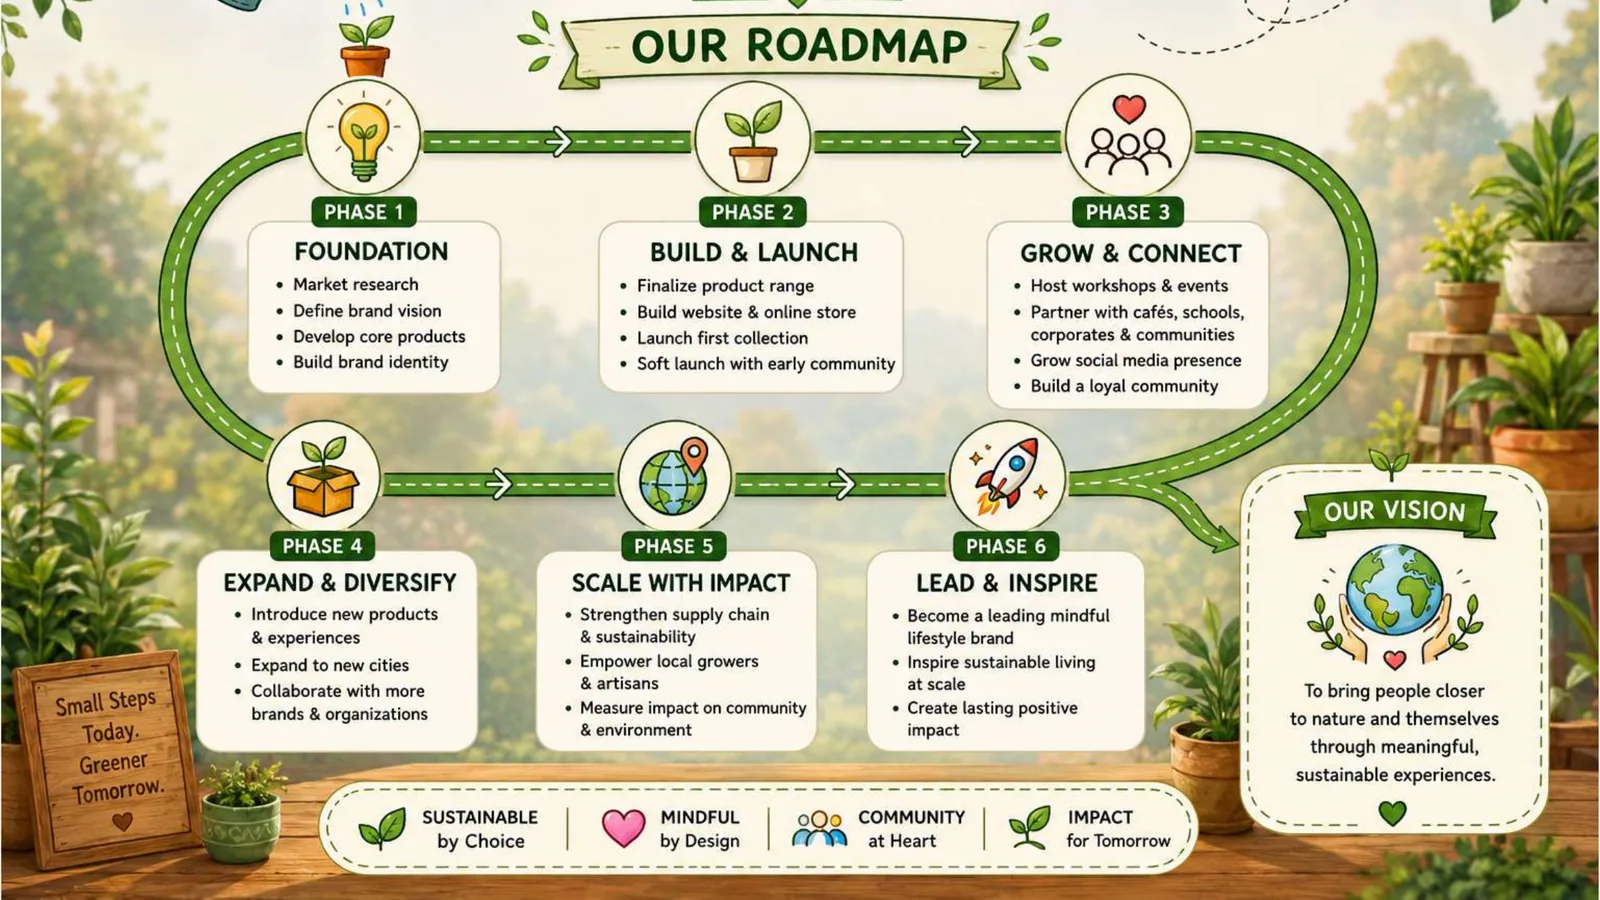 OUR ROADMAP
PHASE 1
FOUNDATION
• Market research
• Define brand vision
• Develop core products
• Build brand identity
PHASE 2
BUILD & LAUNCH
• Finalize product range
• Build website & online store
• Launch first collection
• Soft launch with early community
PHASE 3
GROW & CONNECT
• Host workshops & events
• Partner with cafés, schools,
corporates & communities
• Grow social media presence
• Build a loyal community
PHASE 4
EXPAND & DIVERSIFY
• Introduce new products
& experiences
• Expand to new cities
• Collaborate with more
brands & organizations
PHASE 5
SCALE WITH IMPACT
• Strengthen supply chain
& sustainability
• Empower local growers
& artisans
• Measure impact on community
& environment
PHASE 6
LEAD & INSPIRE
• Become a leading mindful
lifestyle brand
• Inspire sustainable living
at scale
• Create lasting positive
impact
OUR VISION
To bring people closer
to nature and themselves
through meaningful,
sustainable experiences.
Small Steps
Today.
Greener
Tomorrow.
SUSTAINABLE
by Choice
MINDFUL
by Design
COMMUNITY
at Heart
IMPACT
for Tomorrow